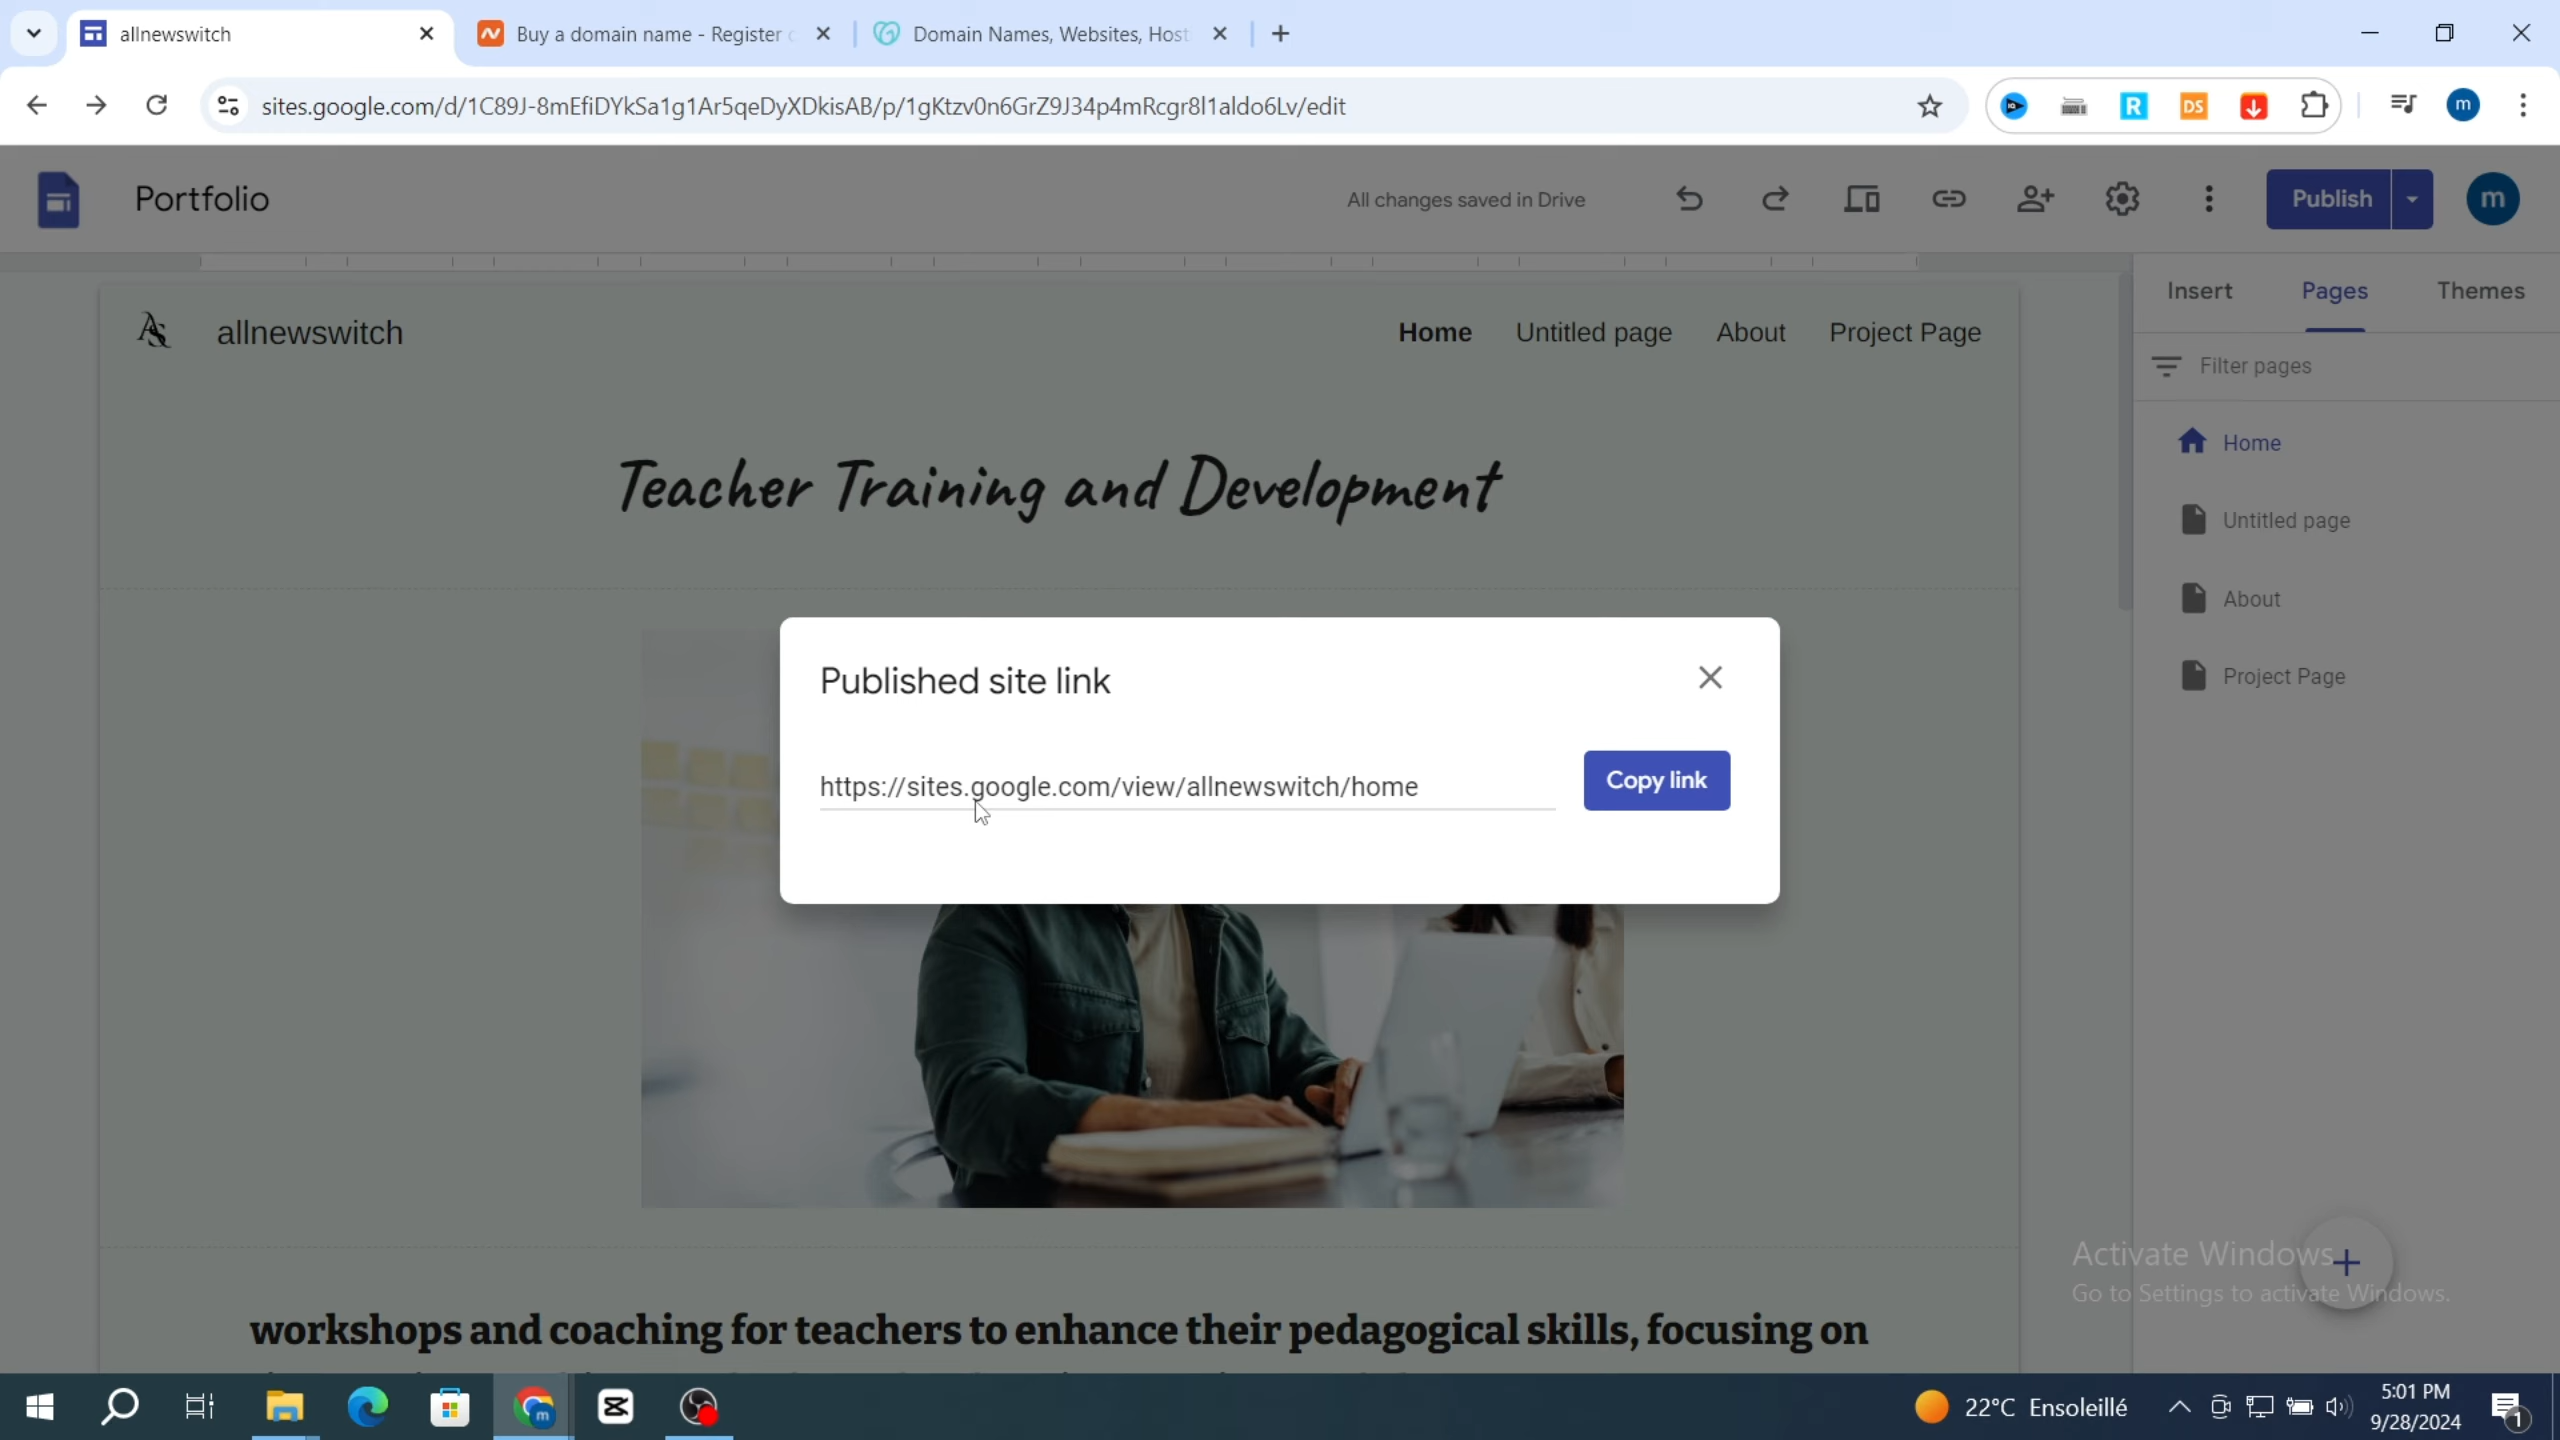 allnewswitch
Buy a domain name - Register
Domain Names, Websites, Host
sites.google.com/d/1C89J-8mEfiDYkSa1g1Ar5qeDyXDkisAB/p/1gKtzv0n6GrZ9J34p4mRcgr8l1aldo6Lv/edit
R
DS
m
Portfolio
All changes saved in Drive
Publish
m
Insert
Pages
Themes
allnewswitch
Home
Untitled page
About
Project Page
Filter pages
Home
Teacher Training and Development
Untitled page
About
Project Page
Published site link
https://sites.google.com/view/allnewswitch/home
Copy link
Activate Windows
Go to Settings to activate Windows.
workshops and coaching for teachers to enhance their pedagogical skills, focusing on
m
22°C Ensoleillé
5:01 PM
9/28/2024
1